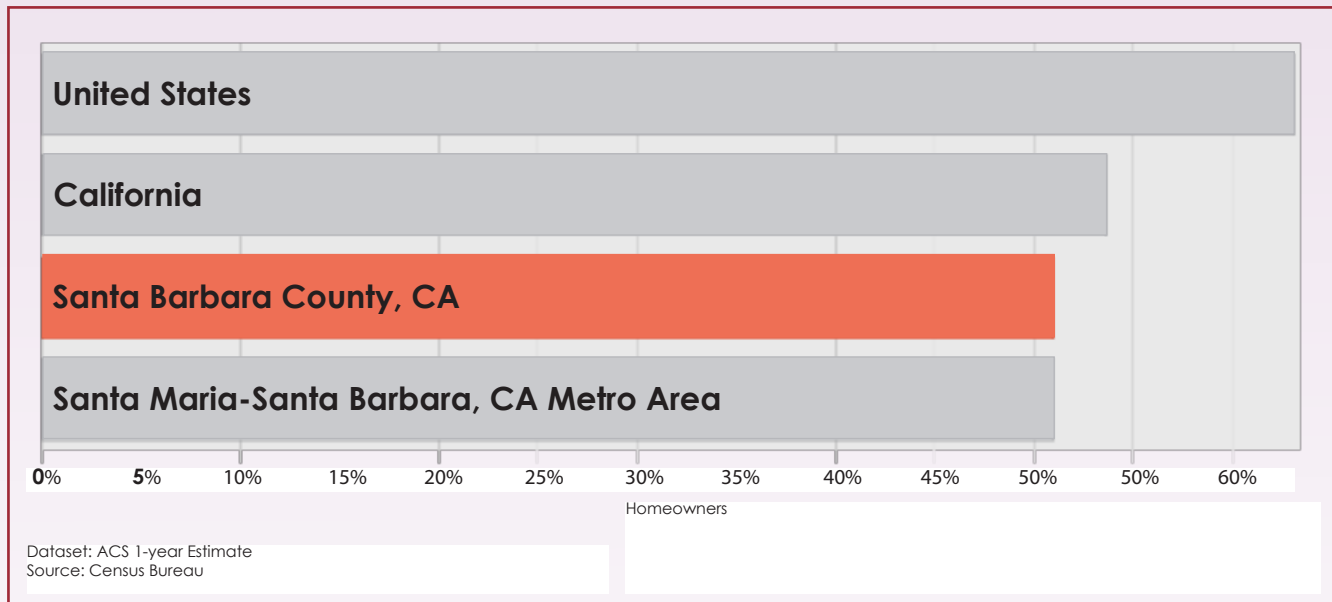 United States
California
Santa Barbara County, CA
Santa Maria-Santa Barbara, CA Metro Area
0% 5% 10% 15% 20% 25% 30% 35% 40% 45% 50% 50% 60%
Homeowners
Dataset: ACS 1-year Estimate
Source: Census Bureau